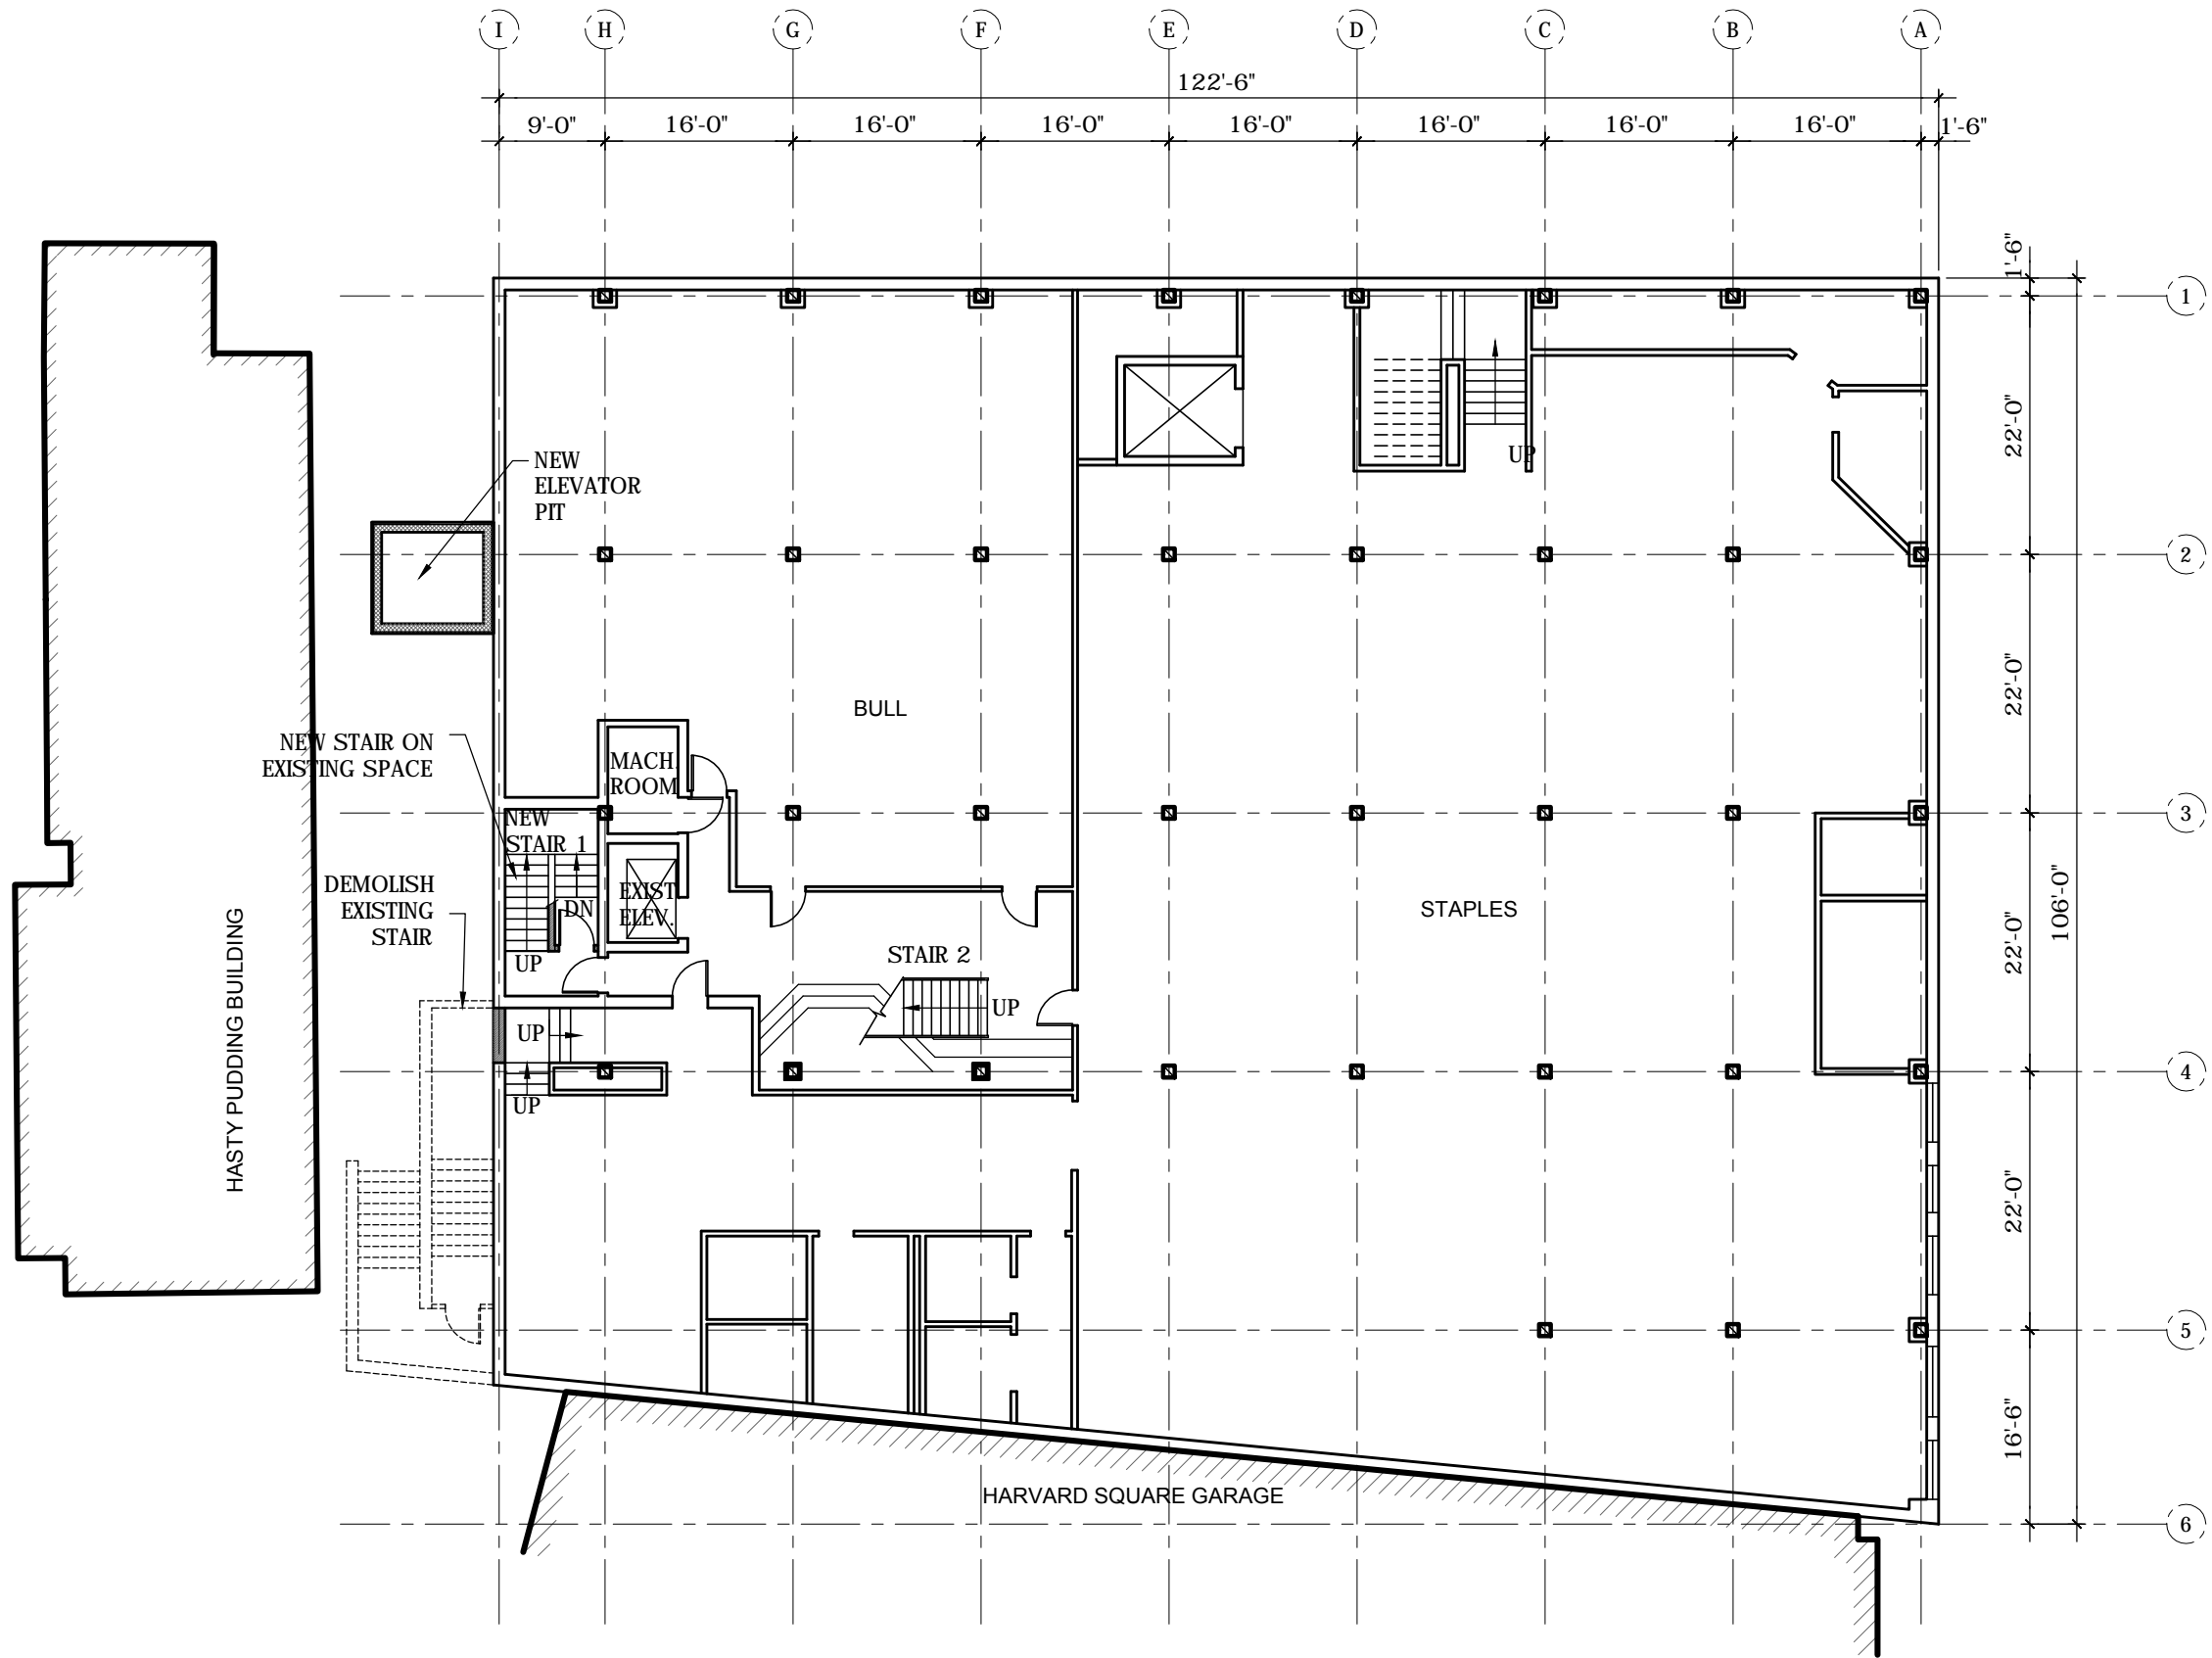 I H G F E D C B A
122'-6"
9'-0" 16'-0" 16'-0" 16'-0" 16'-0" 16'-0" 16'-0" 16'-0" 1'-6"
1'-6"
1
22'-0"
UP
NEW
ELEVATOR
PIT
2
22'-0"
BULL
NEW STAIR ON
EXISTING SPACE
MACH.
ROOM
3
NEW
STAIR 1
DEMOLISH
EXISTING
STAIR
EXIST.
ELEV.
DN
UP
STAPLES
22'-0"
106'-0"
STAIR 2
UP
UP
UP
4
HASTY PUDDING BUILDING
22'-0"
5
16'-6"
HARVARD SQUARE GARAGE
6